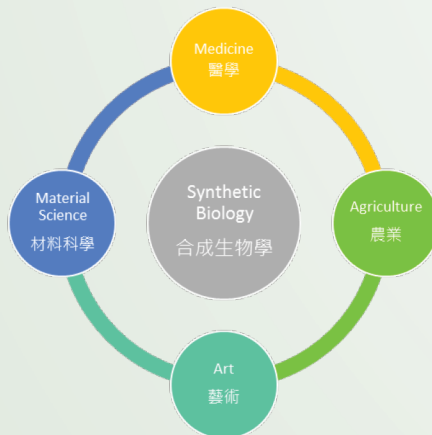 Medicine
醫學
Material
Science
材料科學
Synthetic
Biology
合成生物學
Agriculture
農業
Art
藝術